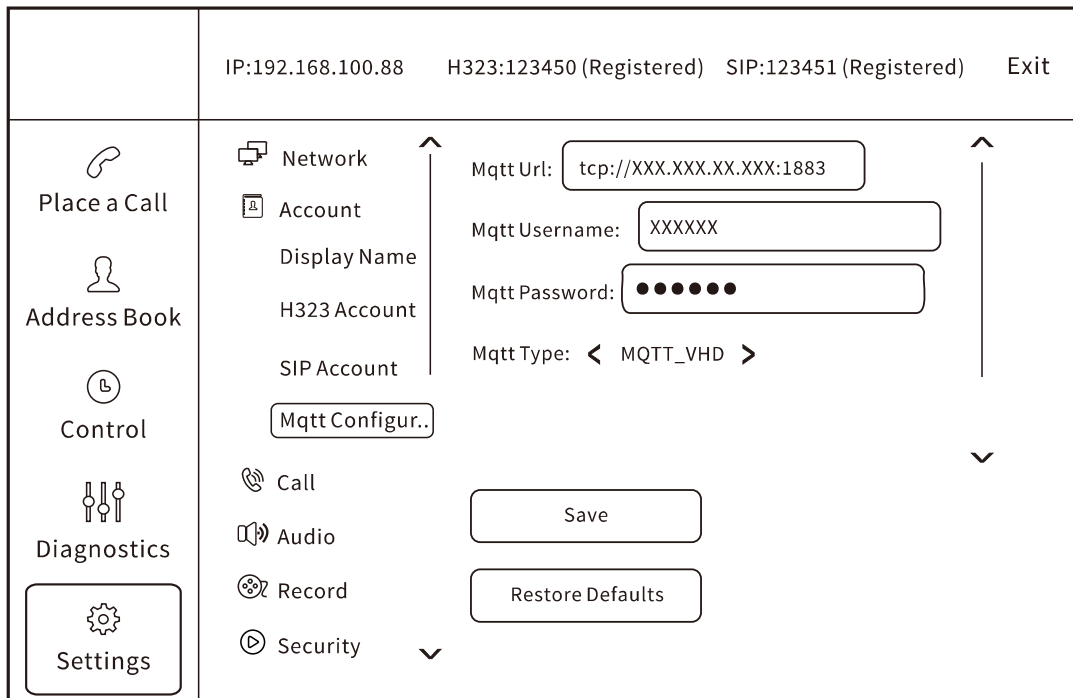 IP:192.168.100.88 H323:123450 (Registered) SIP:123451 (Registered) Exit
Place a Call
Address Book
Control
Diagnostics
Settings
Network
Account
Display Name
H323 Account
SIP Account
Mqtt Configur..
Call
Audio
Record
Security
Mqtt Url: tcp://XXX.XXX.XX.XXX:1883
Mqtt Username: XXXXXX
Mqtt Password: ●●●●●●
Mqtt Type: < MQTT_VHD >
Save
Restore Defaults